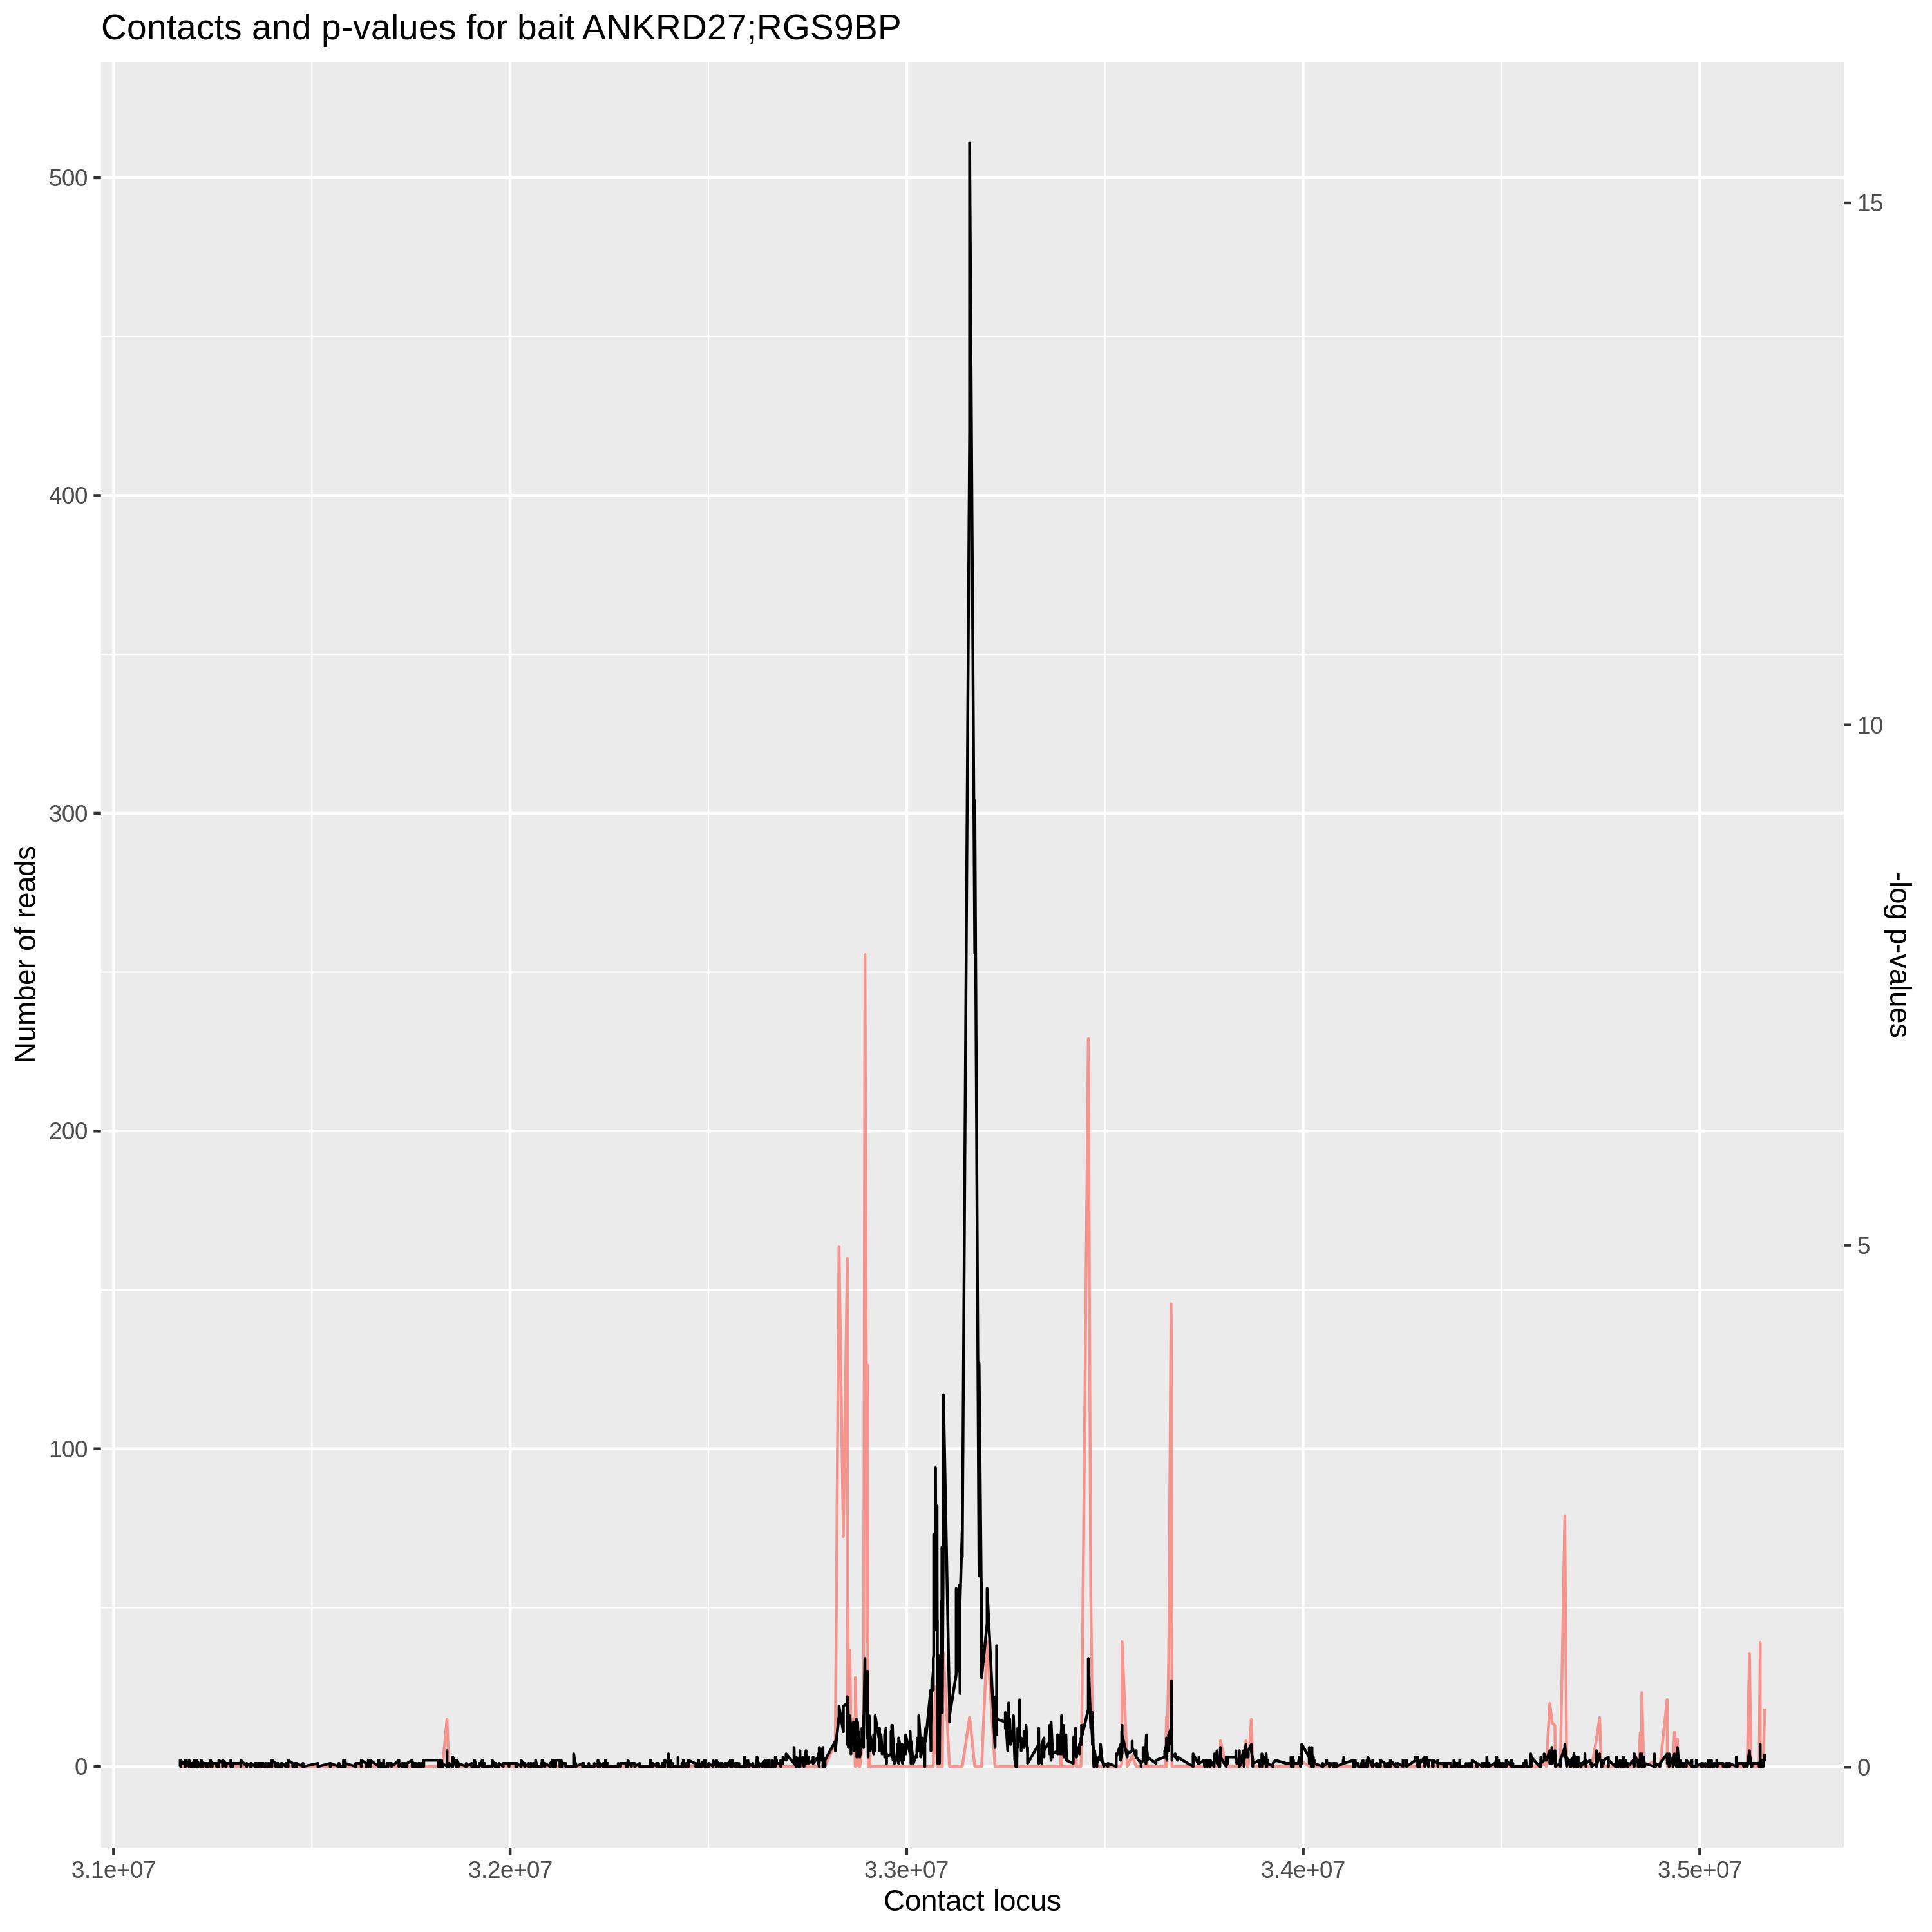 Contacts and p-values for bait ANKRD27;RGS9BP
500
400
300
200
100
0
Number of reads
15
10
5
0
-log p-values
3.1e+07
3.2e+07
3.3e+07
3.4e+07
3.5e+07
Contact locus